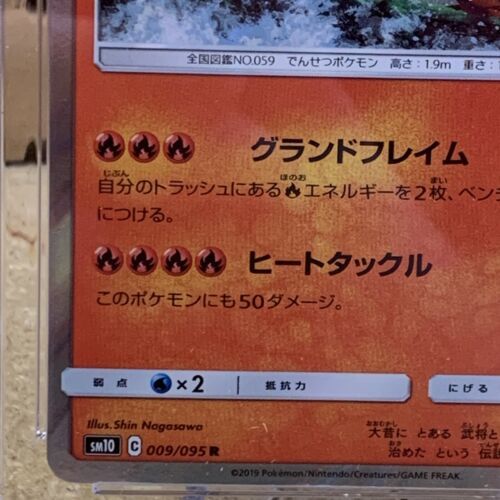 全国図鑑NO.059 でんせつポケモン 高さ：1.9m 重さ：
グランドフレイム
自分のトラッシュにある エネルギーを2枚、ベンチ
につける。
ヒートタックル
このポケモンにも50ダメージ。
弱点 ×2 抵抗力 にげる
Illus. Shin Nagasawa
大昔に とある 武将と
SM10 C 009/095 R
治めた という 伝説
©2019 Pokémon/Nintendo/Creatures/GAME FREAK.